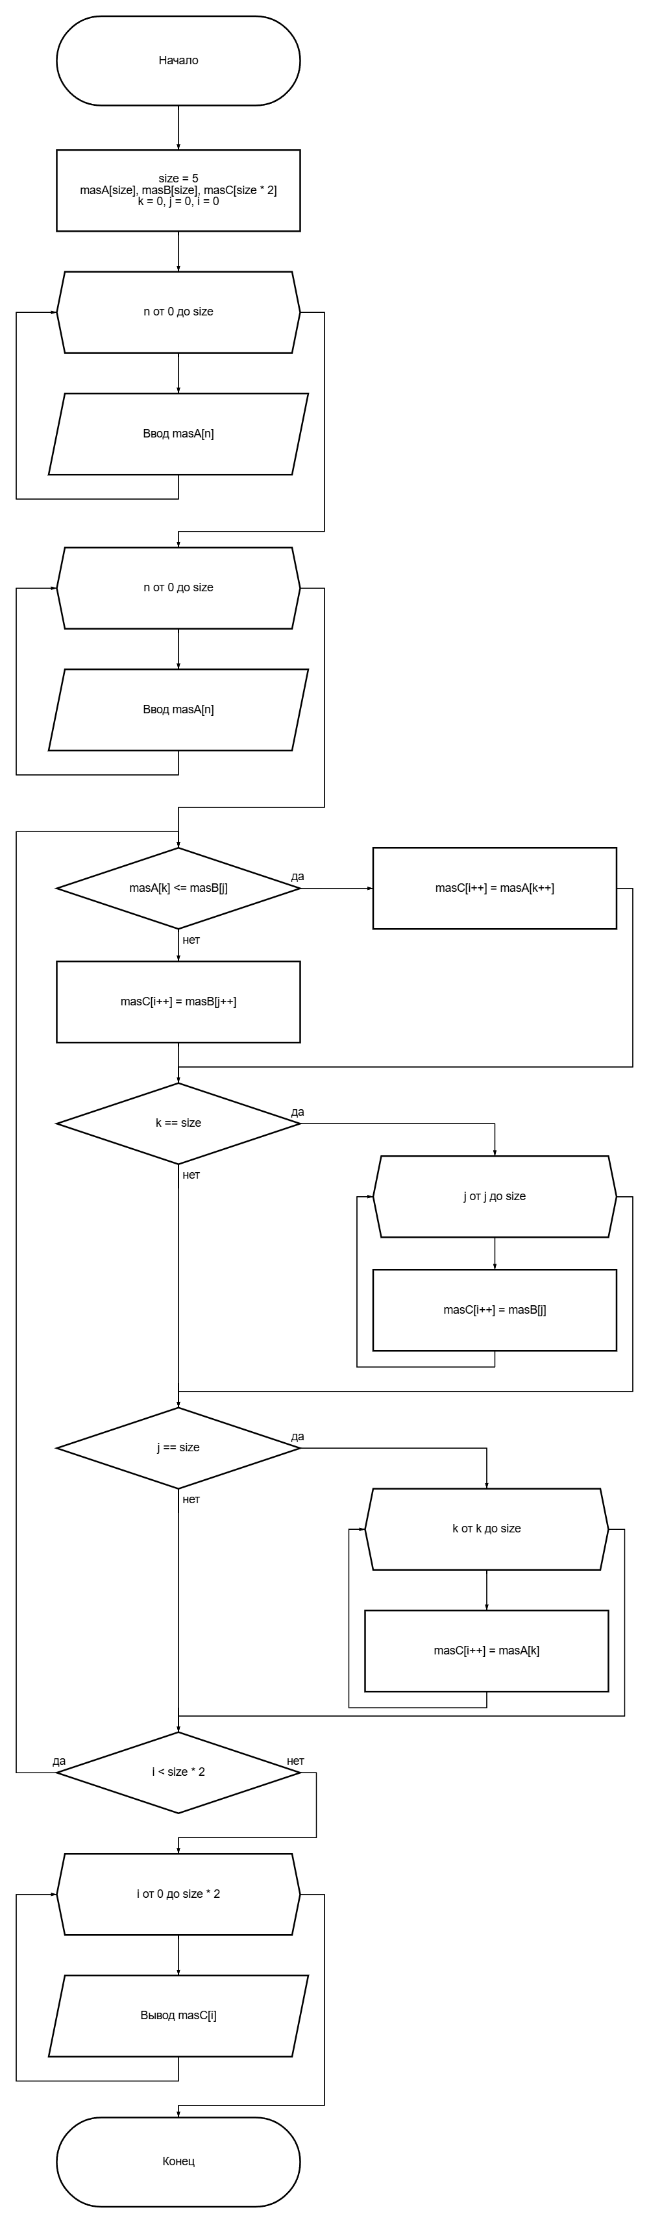 Начало
size = 5
masA[size], masB[size], masC[size * 2]
k = 0, j = 0, i = 0
n от 0 до size
Ввод masA[n]
n от 0 до size
Ввод masA[n]
masA[k] <= masB[j]
да
masC[i++] = masA[k++]
нет
masC[i++] = masB[j++]
k == size
да
нет
j от j до size
masC[i++] = masB[j]
j == size
да
нет
k от k до size
masC[i++] = masA[k]
да
i < size * 2
нет
i от 0 до size * 2
Вывод masC[i]
Конец